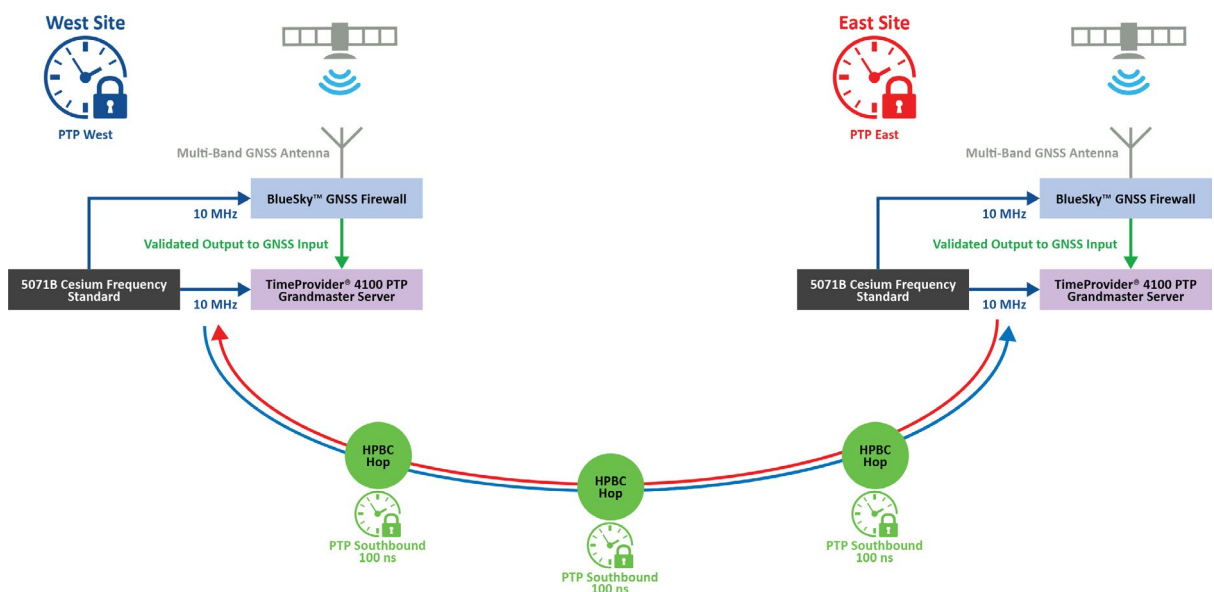 West Site
PTP West
Multi-Band GNSS Antenna
BlueSky™ GNSS Firewall
10 MHz
Validated Output to GNSS Input
5071B Cesium Frequency
Standard
10 MHz
TimeProvider® 4100 PTP
Grandmaster Server
East Site
PTP East
Multi-Band GNSS Antenna
BlueSky™ GNSS Firewall
10 MHz
Validated Output to GNSS Input
5071B Cesium Frequency
Standard
10 MHz
TimeProvider® 4100 PTP
Grandmaster Server
HPBC
Hop
PTP Southbound
100 ns
HPBC
Hop
PTP Southbound
100 ns
HPBC
Hop
PTP Southbound
100 ns